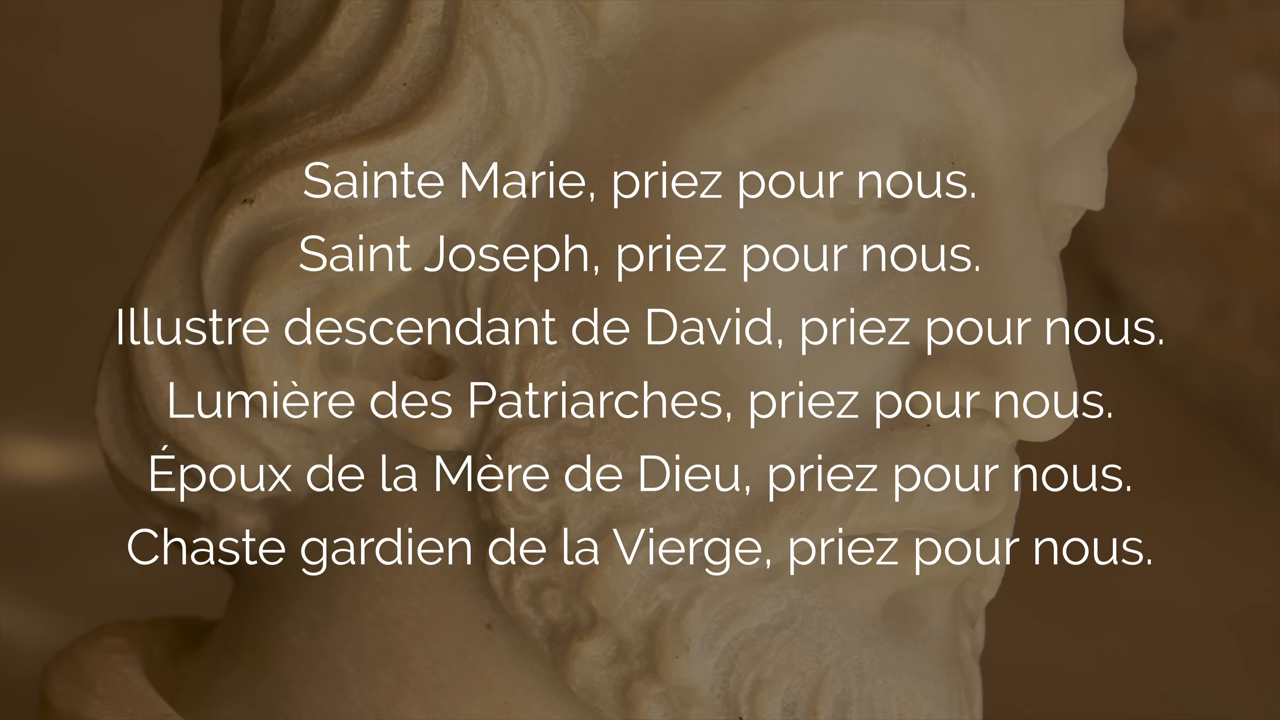 Sainte Marie, priez pour nous.
Saint Joseph, priez pour nous.
Illustre descendant de David, priez pour nous.
Lumière des Patriarches, priez pour nous.
Époux de la Mère de Dieu, priez pour nous.
Chaste gardien de la Vierge, priez pour nous.